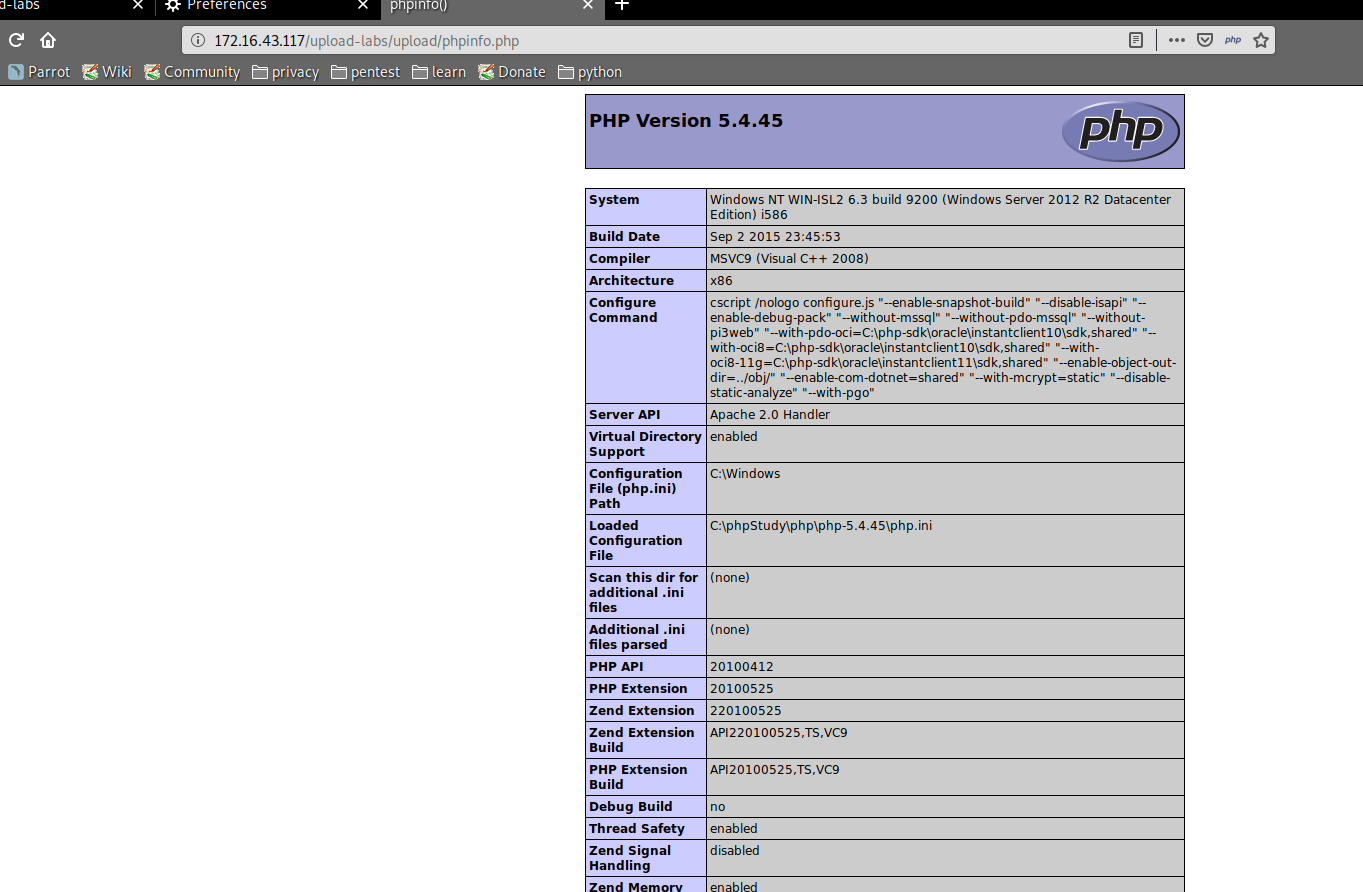 d-labs
Preferences
phpinfo()
172.16.43.117/upload-labs/upload/phpinfo.php
php
Parrot Wiki Community privacy pentest learn Donate python
PHP Version 5.4.45
php
System
Windows NT WIN-ISL2 6.3 build 9200 (Windows Server 2012 R2 Datacenter
Edition) i586
Build Date
Sep 2 2015 23:45:53
Compiler
MSVC9 (Visual C++ 2008)
Architecture
x86
Configure
Command
cscript /nologo configure.js "--enable-snapshot-build" "--disable-isapi" "--
enable-debug-pack" "--without-mssql" "--without-pdo-mssql" "--without-
pi3web" "--with-pdo-oci=C:\php-sdk\oracle\instantclient10\sdk,shared" "--
with-oci8=C:\php-sdk\oracle\instantclient10\sdk,shared" "--with-
oci8-11g=C:\php-sdk\oracle\instantclient11\sdk,shared" "--enable-object-out-
dir=../obj/" "--enable-com-dotnet=shared" "--with-mcrypt=static" "--disable-
static-analyze" "--with-pgo"
Server API
Apache 2.0 Handler
Virtual Directory
Support
enabled
Configuration
File (php.ini)
Path
C:\Windows
Loaded
Configuration
File
C:\phpStudy\php\php-5.4.45\php.ini
Scan this dir for
additional .ini
files
(none)
Additional .ini
files parsed
(none)
PHP API
20100412
PHP Extension
20100525
Zend Extension
220100525
Zend Extension
Build
API220100525,TS,VC9
PHP Extension
Build
API20100525,TS,VC9
Debug Build
no
Thread Safety
enabled
Zend Signal
Handling
disabled
Zend Memory
enabled